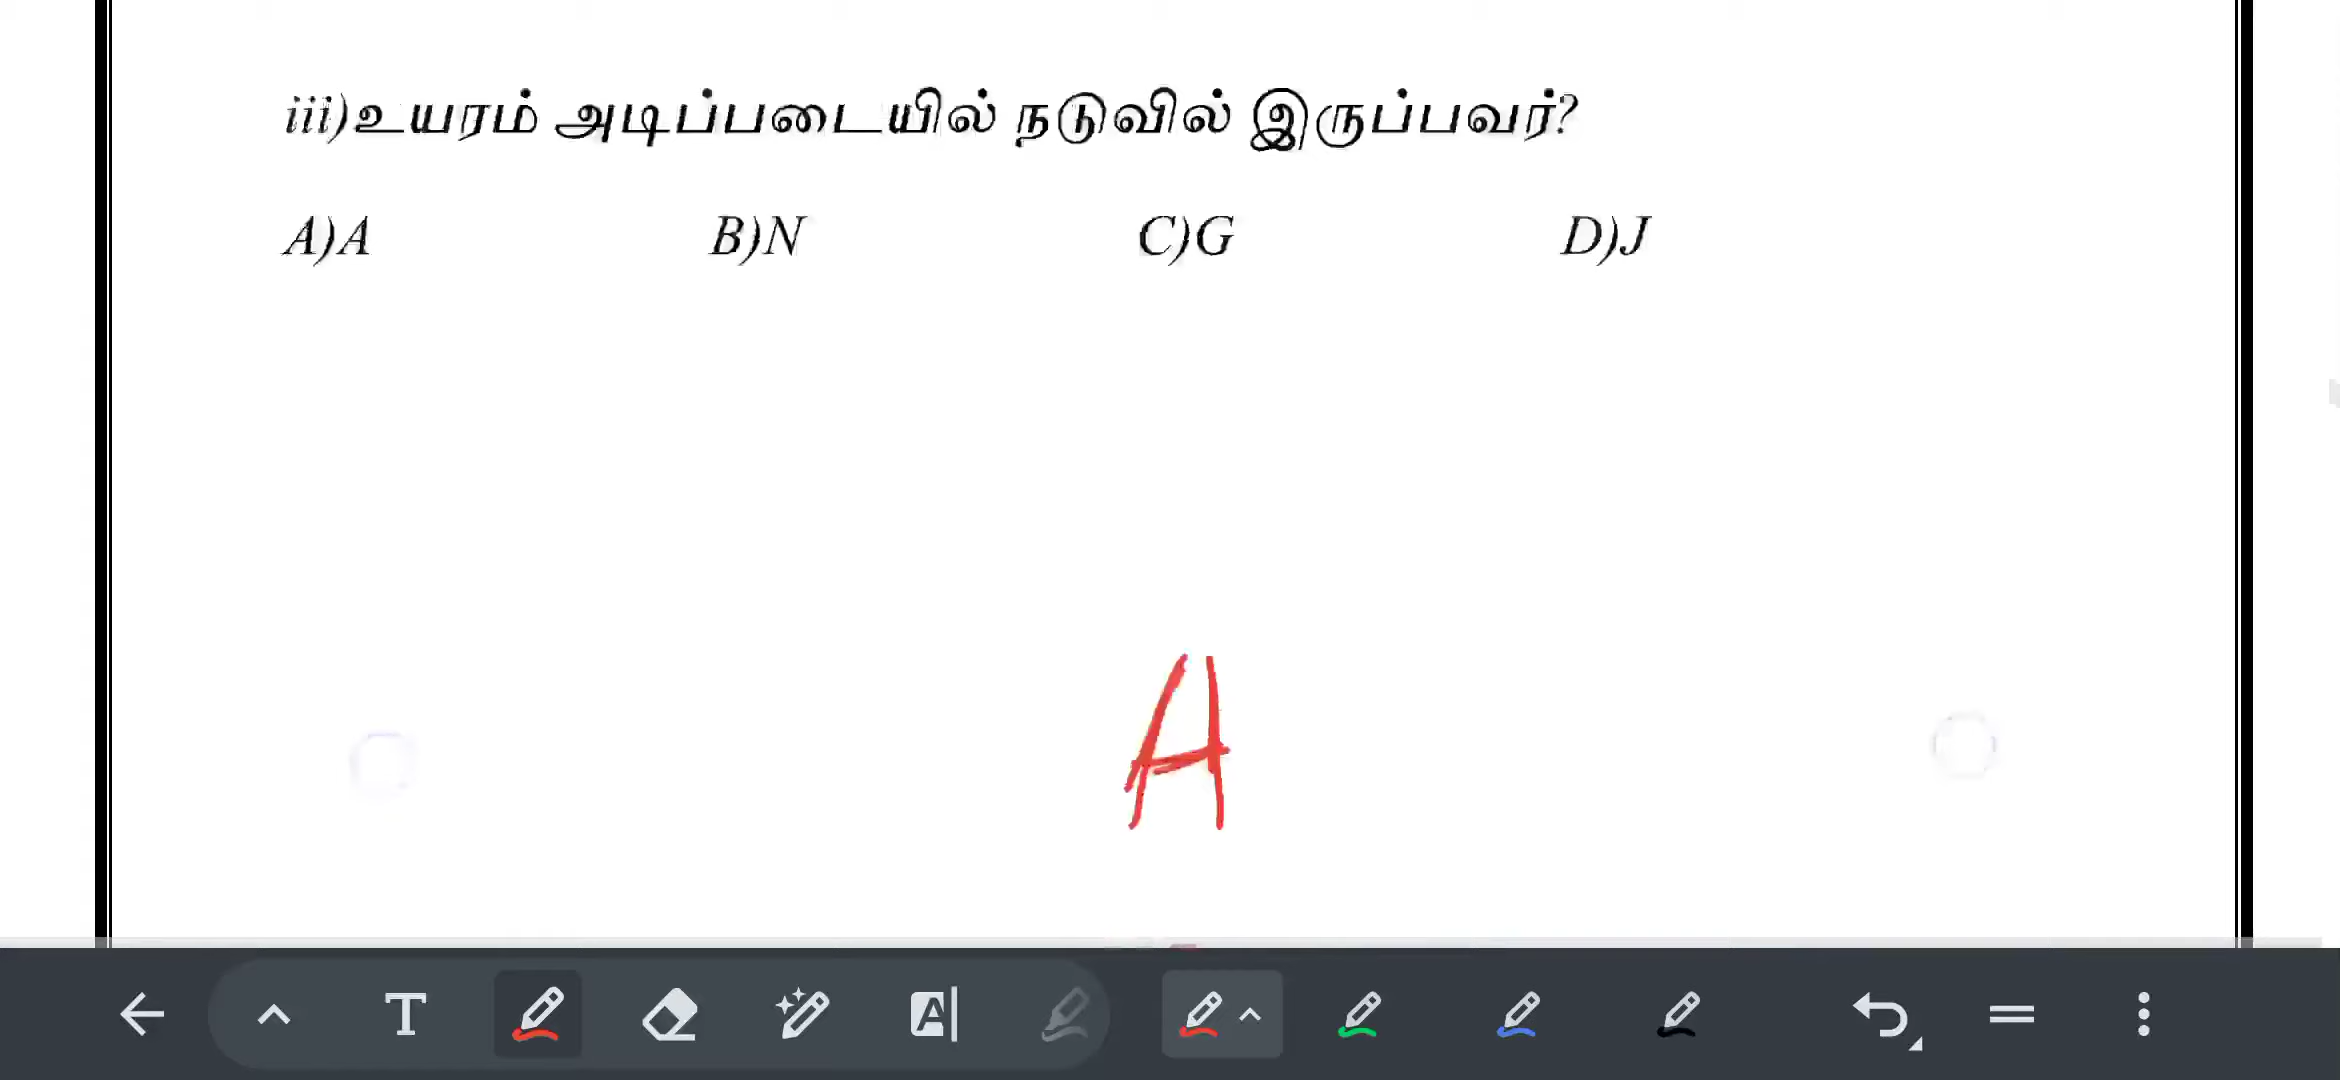 iii)உயரம் அடிப்படையில் நடுவில் இருப்பவர்?
A)A B)N C)G D)J
A